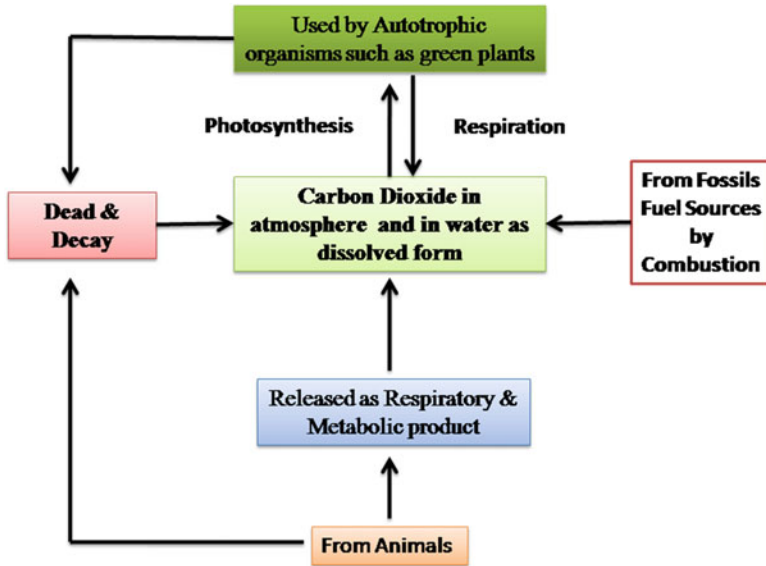 Used by Autotrophic
organisms such as green plants
Photosynthesis
Respiration
Dead &
Decay
Carbon Dioxide in
atmosphere and in water as
dissolved form
From Fossils
Fuel Sources
by
Combustion
Released as Respiratory &
Metabolic product
From Animals